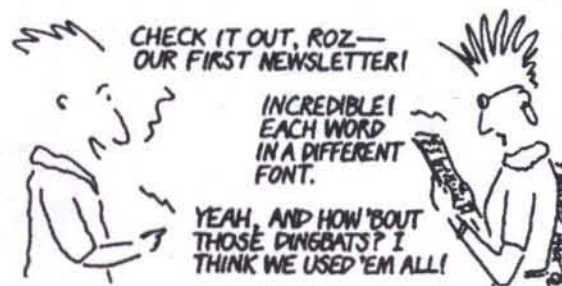 CHECK IT OUT, ROZ—
OUR FIRST NEWSLETTER!
INCREDIBLE!
EACH WORD
IN A DIFFERENT
FONT.
YEAH, AND HOW 'BOUT
THOSE DINGBATS? I
THINK WE USED 'EM ALL!